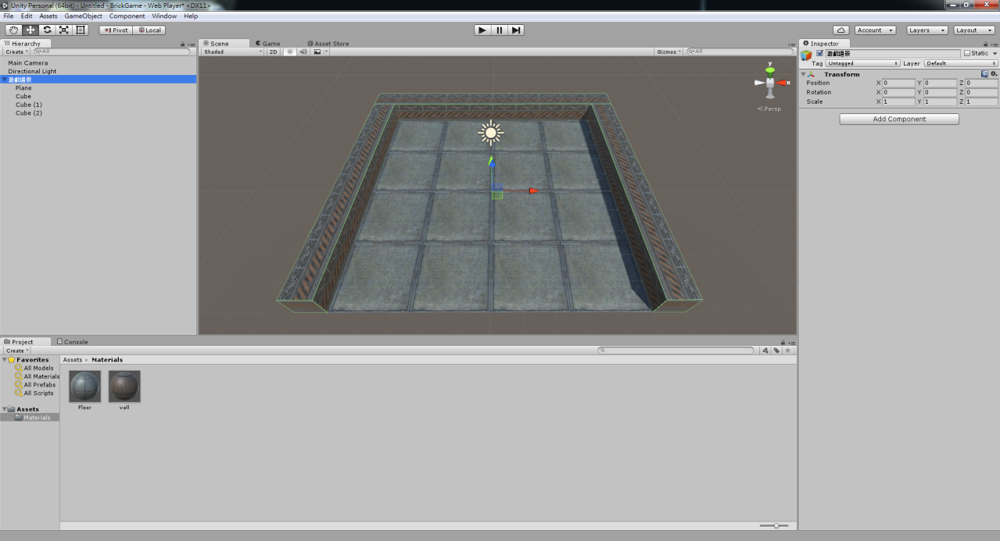 Unity Personal (64bit) - Untitled - BrickGame - Web Player* <DX11>
File Edit Assets GameObject Component Window Help
Pivot Local Account Layers Layout
Hierarchy
Create All
Main Camera
Directional Light
遊戲場景
Plane
Cube
Cube (1)
Cube (2)
Scene Game Asset Store
Shaded 2D Gizmos All
y
x
Persp
Inspector
遊戲場景 Static
Tag Untagged Layer Default
Transform
Position X 0 Y 0 Z 0
Rotation X 0 Y 0 Z 0
Scale X 1 Y 1 Z 1
Add Component
Project Console
Create
Favorites
All Models
All Materials
All Prefabs
All Scripts
Assets
Materials
Assets ▸ Materials
Floor wall